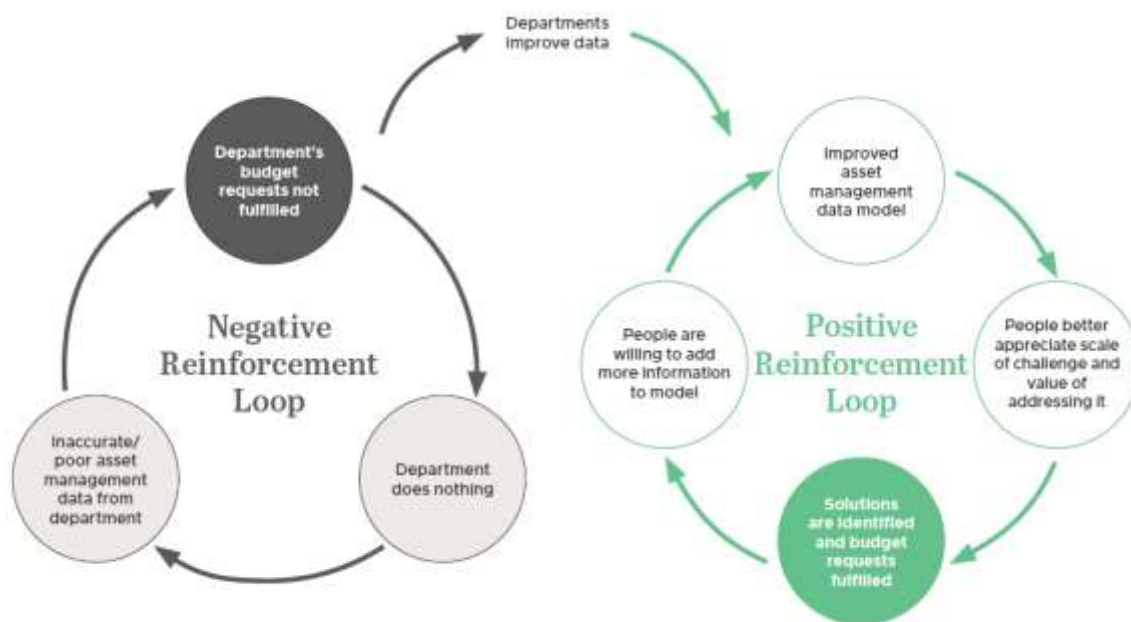 Departments
improve data
Department's
budget
requests not
fulfilled
Negative
Reinforcement
Loop
Inaccurate/
poor asset
management
data from
department
Department
does nothing
Improved
asset
management
data model
People are
willing to add
more information
to model
Positive
Reinforcement
Loop
People better
appreciate scale
of challenge and
value of
addressing it
Solutions
are identified
and budget
requests
fulfilled